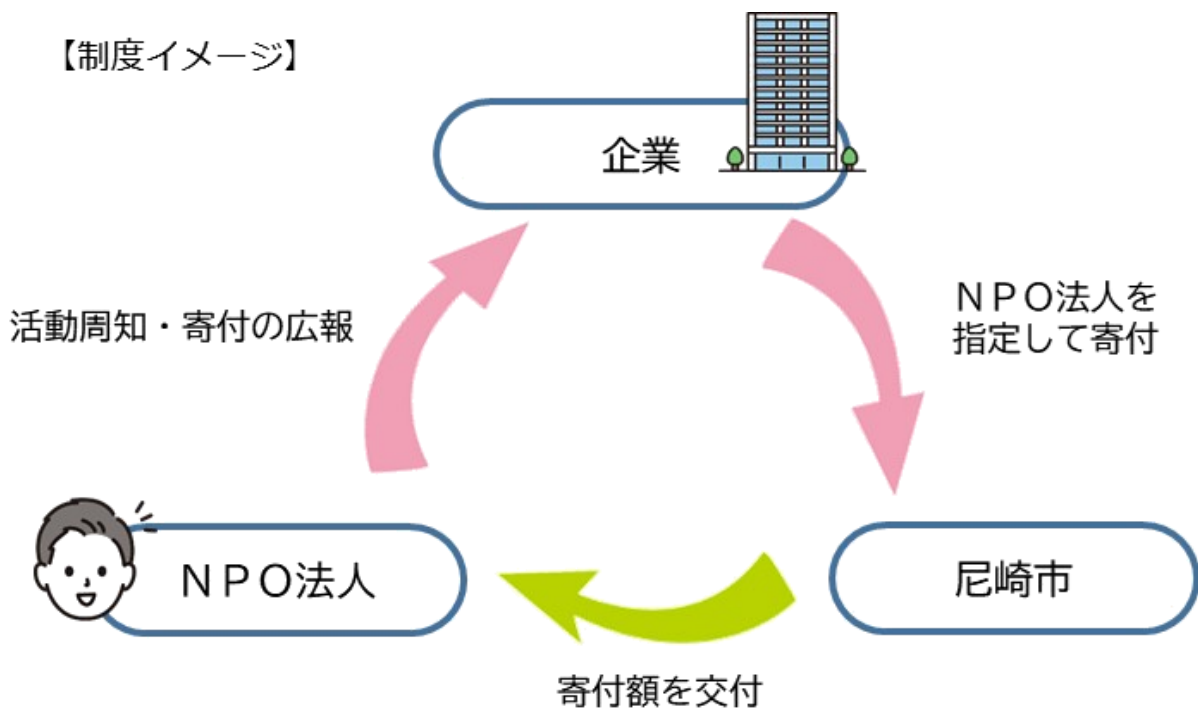 【制度イメージ】
企業
活動周知・寄付の広報
ＮＰＯ法人を
指定して寄付
ＮＰＯ法人
尼崎市
寄付額を交付